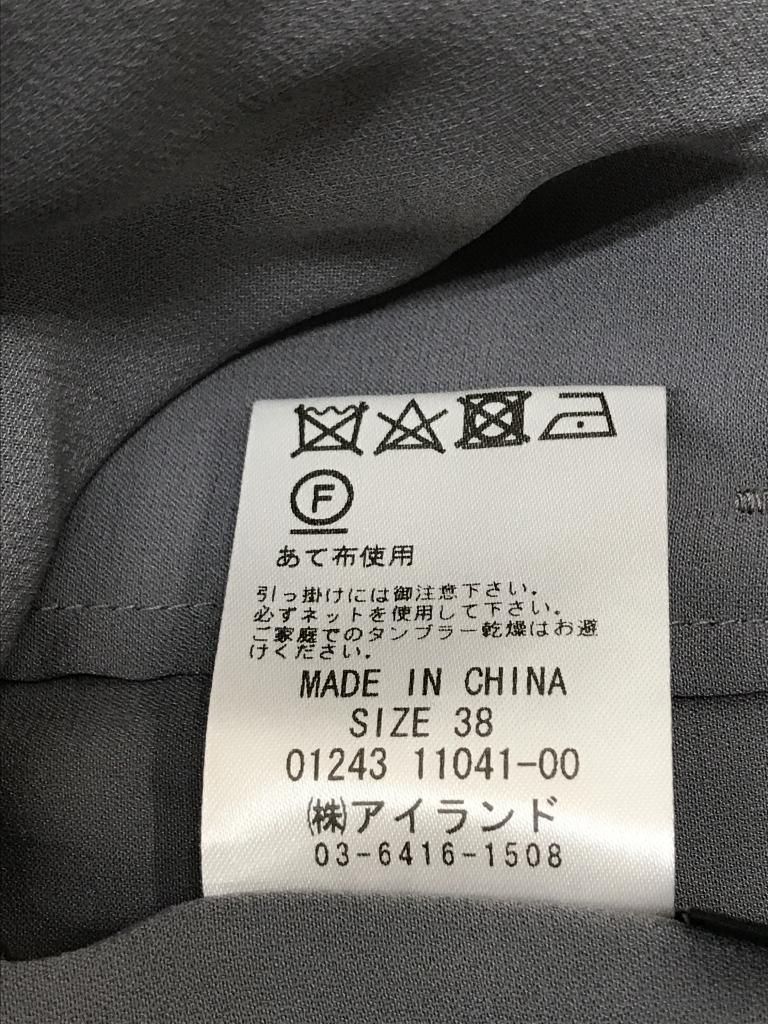 F
あて布使用
引っ掛けには御注意下さい。
必ずネットを使用して下さい。
ご家庭でのタンブラー乾燥はお避
けください。
MADE IN CHINA
SIZE 38
01243 11041-00
㈱アイランド
03-6416-1508